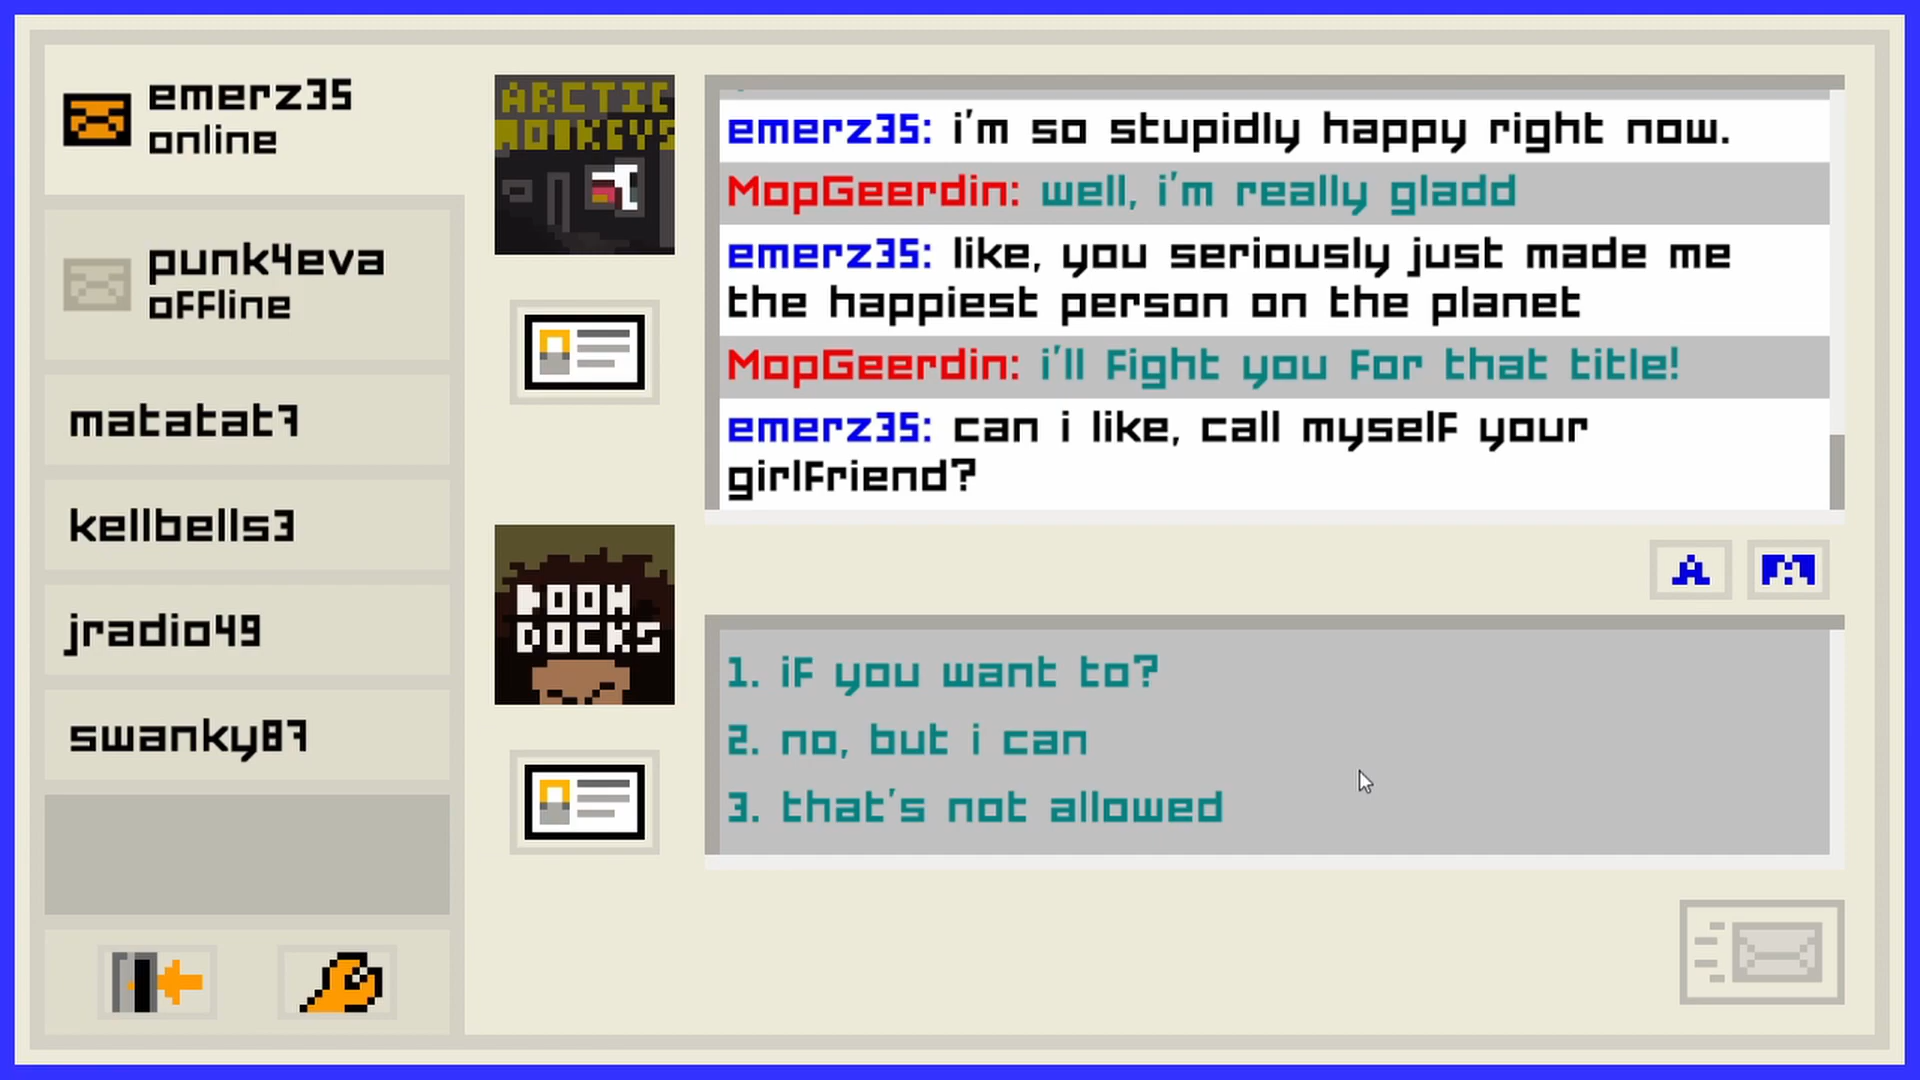 emerz35
online
punk4eva
offline
matatat7
kellbells3
jradio49
swanky87
ARCTIC
MONKEYS
BOON
DOCKS
emerz35: i'm so stupidly happy right now.
MopGeerdin: well, i'm really gladd
emerz35: like, you seriously just made me
the happiest person on the planet
MopGeerdin: i'll fight you for that title!
emerz35: can i like, call myself your
girlfriend?
A M
1. if you want to?
2. no, but i can
3. that's not allowed